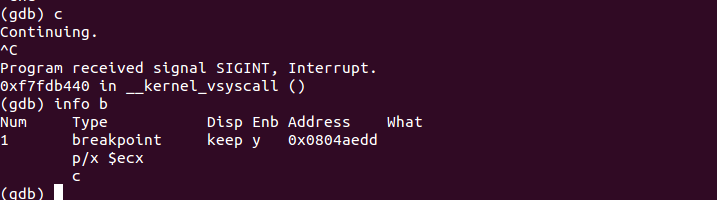 (gdb) c
Continuing.
^C
Program received signal SIGINT, Interrupt.
0xf7fdb440 in __kernel_vsyscall ()
(gdb) info b
Num     Type           Disp Enb Address    What
1       breakpoint     keep y   0x0804aedd
        p/x $ecx
        c
(gdb)